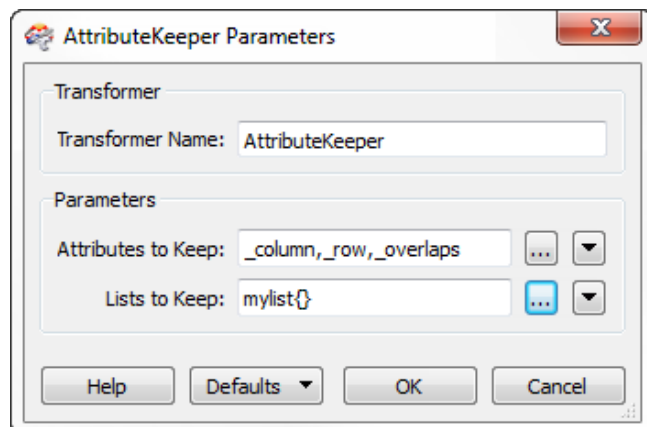 AttributeKeeper Parameters
Transformer
Transformer Name: AttributeKeeper
Parameters
Attributes to Keep: _column,_row,_overlaps ...
Lists to Keep: mylist{} ...
Help Defaults OK Cancel